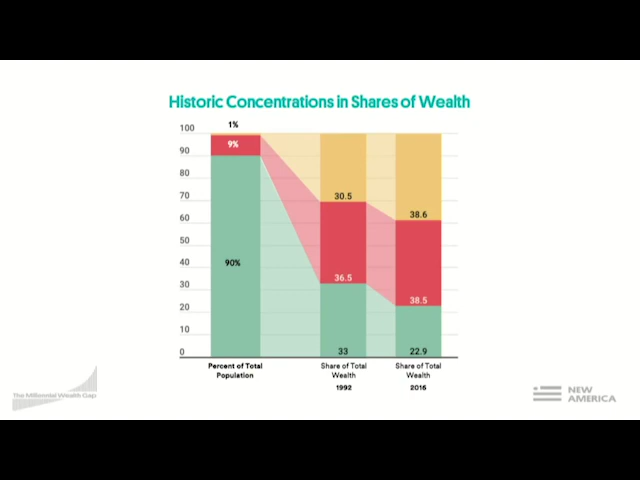 Historic Concentrations in Shares of Wealth
100
90
80
70
60
50
40
30
20
10
0
1%
9%
90%
30.5
36.5
33
38.6
38.5
22.9
Percent of Total
Population
Share of Total
Wealth
1992
Share of Total
Wealth
2016
The Millennial Wealth Gap
NEW
AMERICA